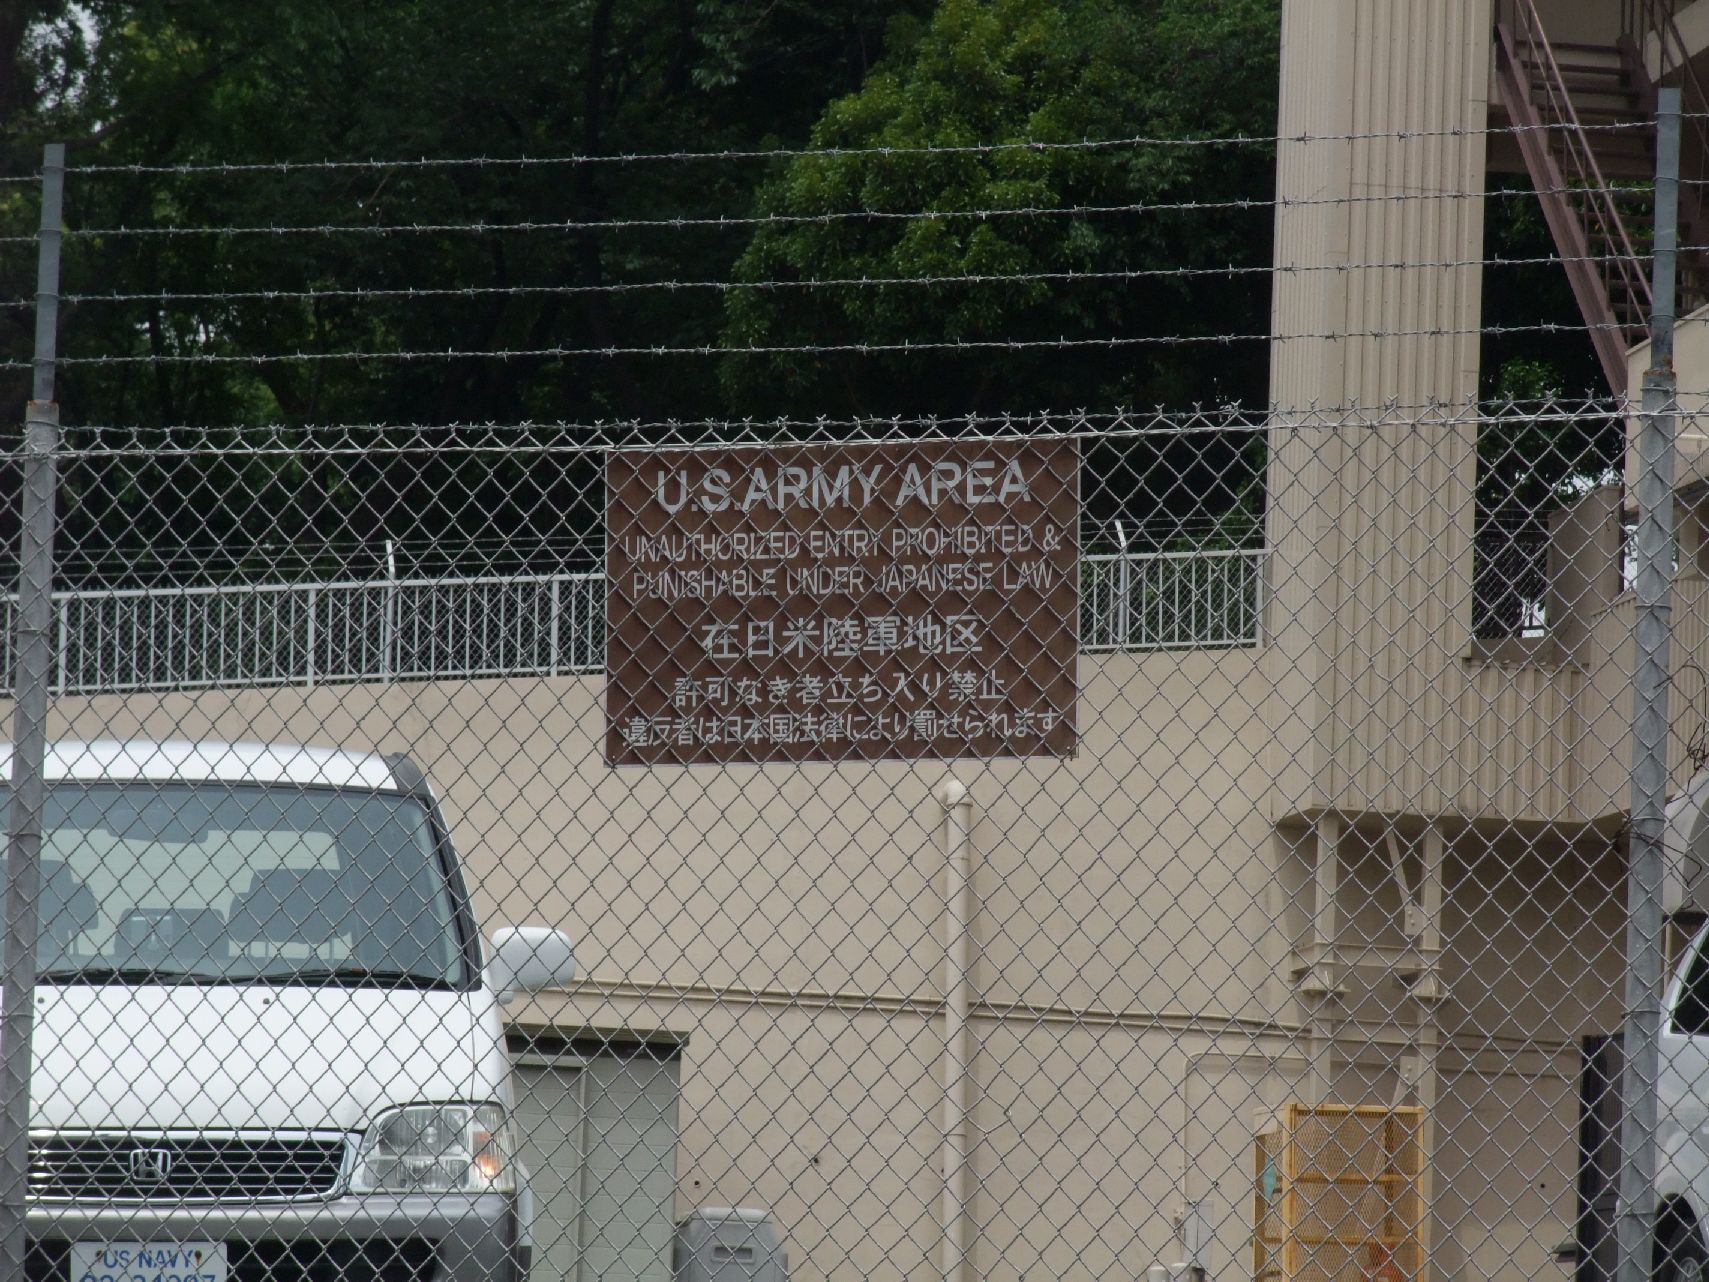 U.S.ARMY AREA
UNAUTHORIZED ENTRY PROHIBITED &
PUNISHABLE UNDER JAPANESE LAW
在日米陸軍地区
許可なき者立ち入り禁止
違反者は日本国法律により罰せられます
US NAVY